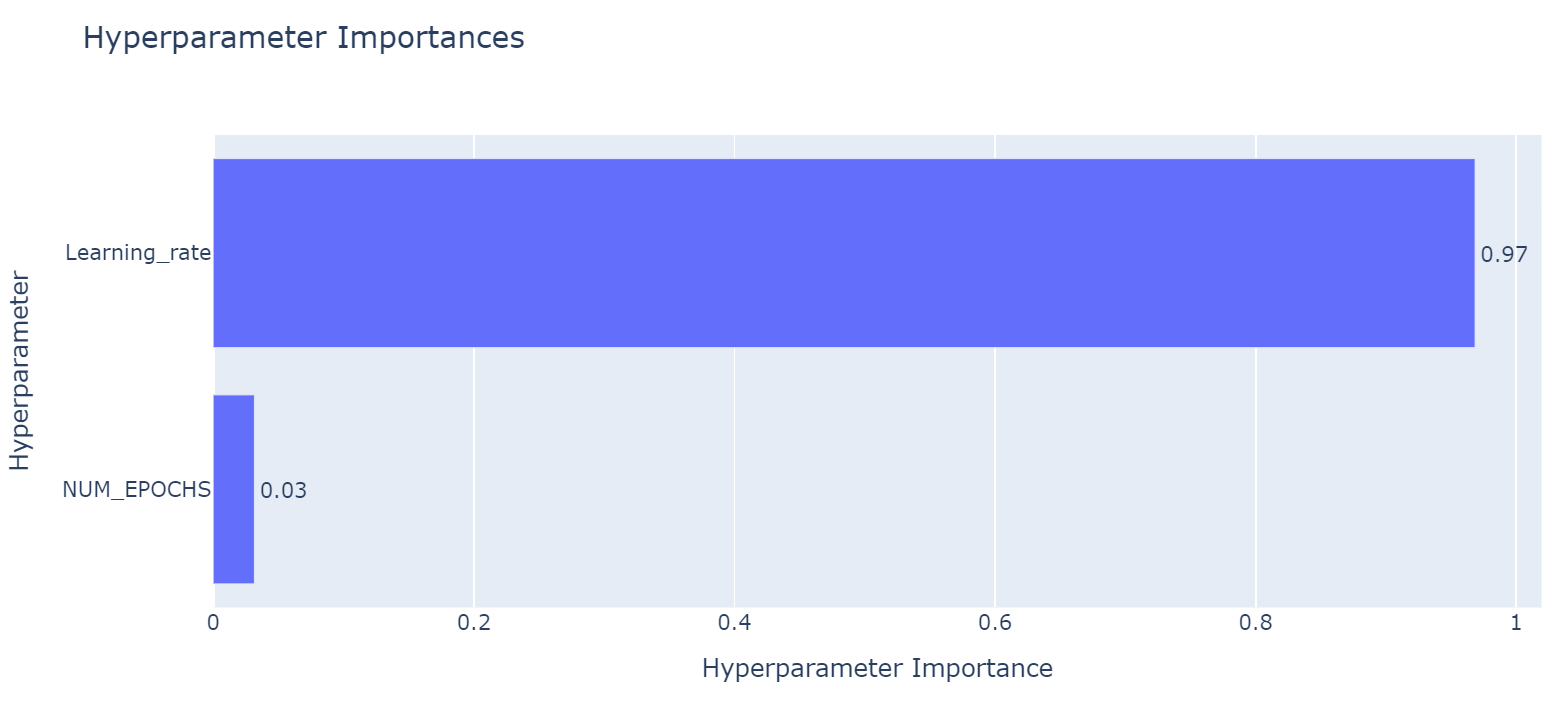 Hyperparameter Importances
Hyperparameter
Learning_rate
0.97
NUM_EPOCHS
0.03
0 0.2 0.4 0.6 0.8 1
Hyperparameter Importance